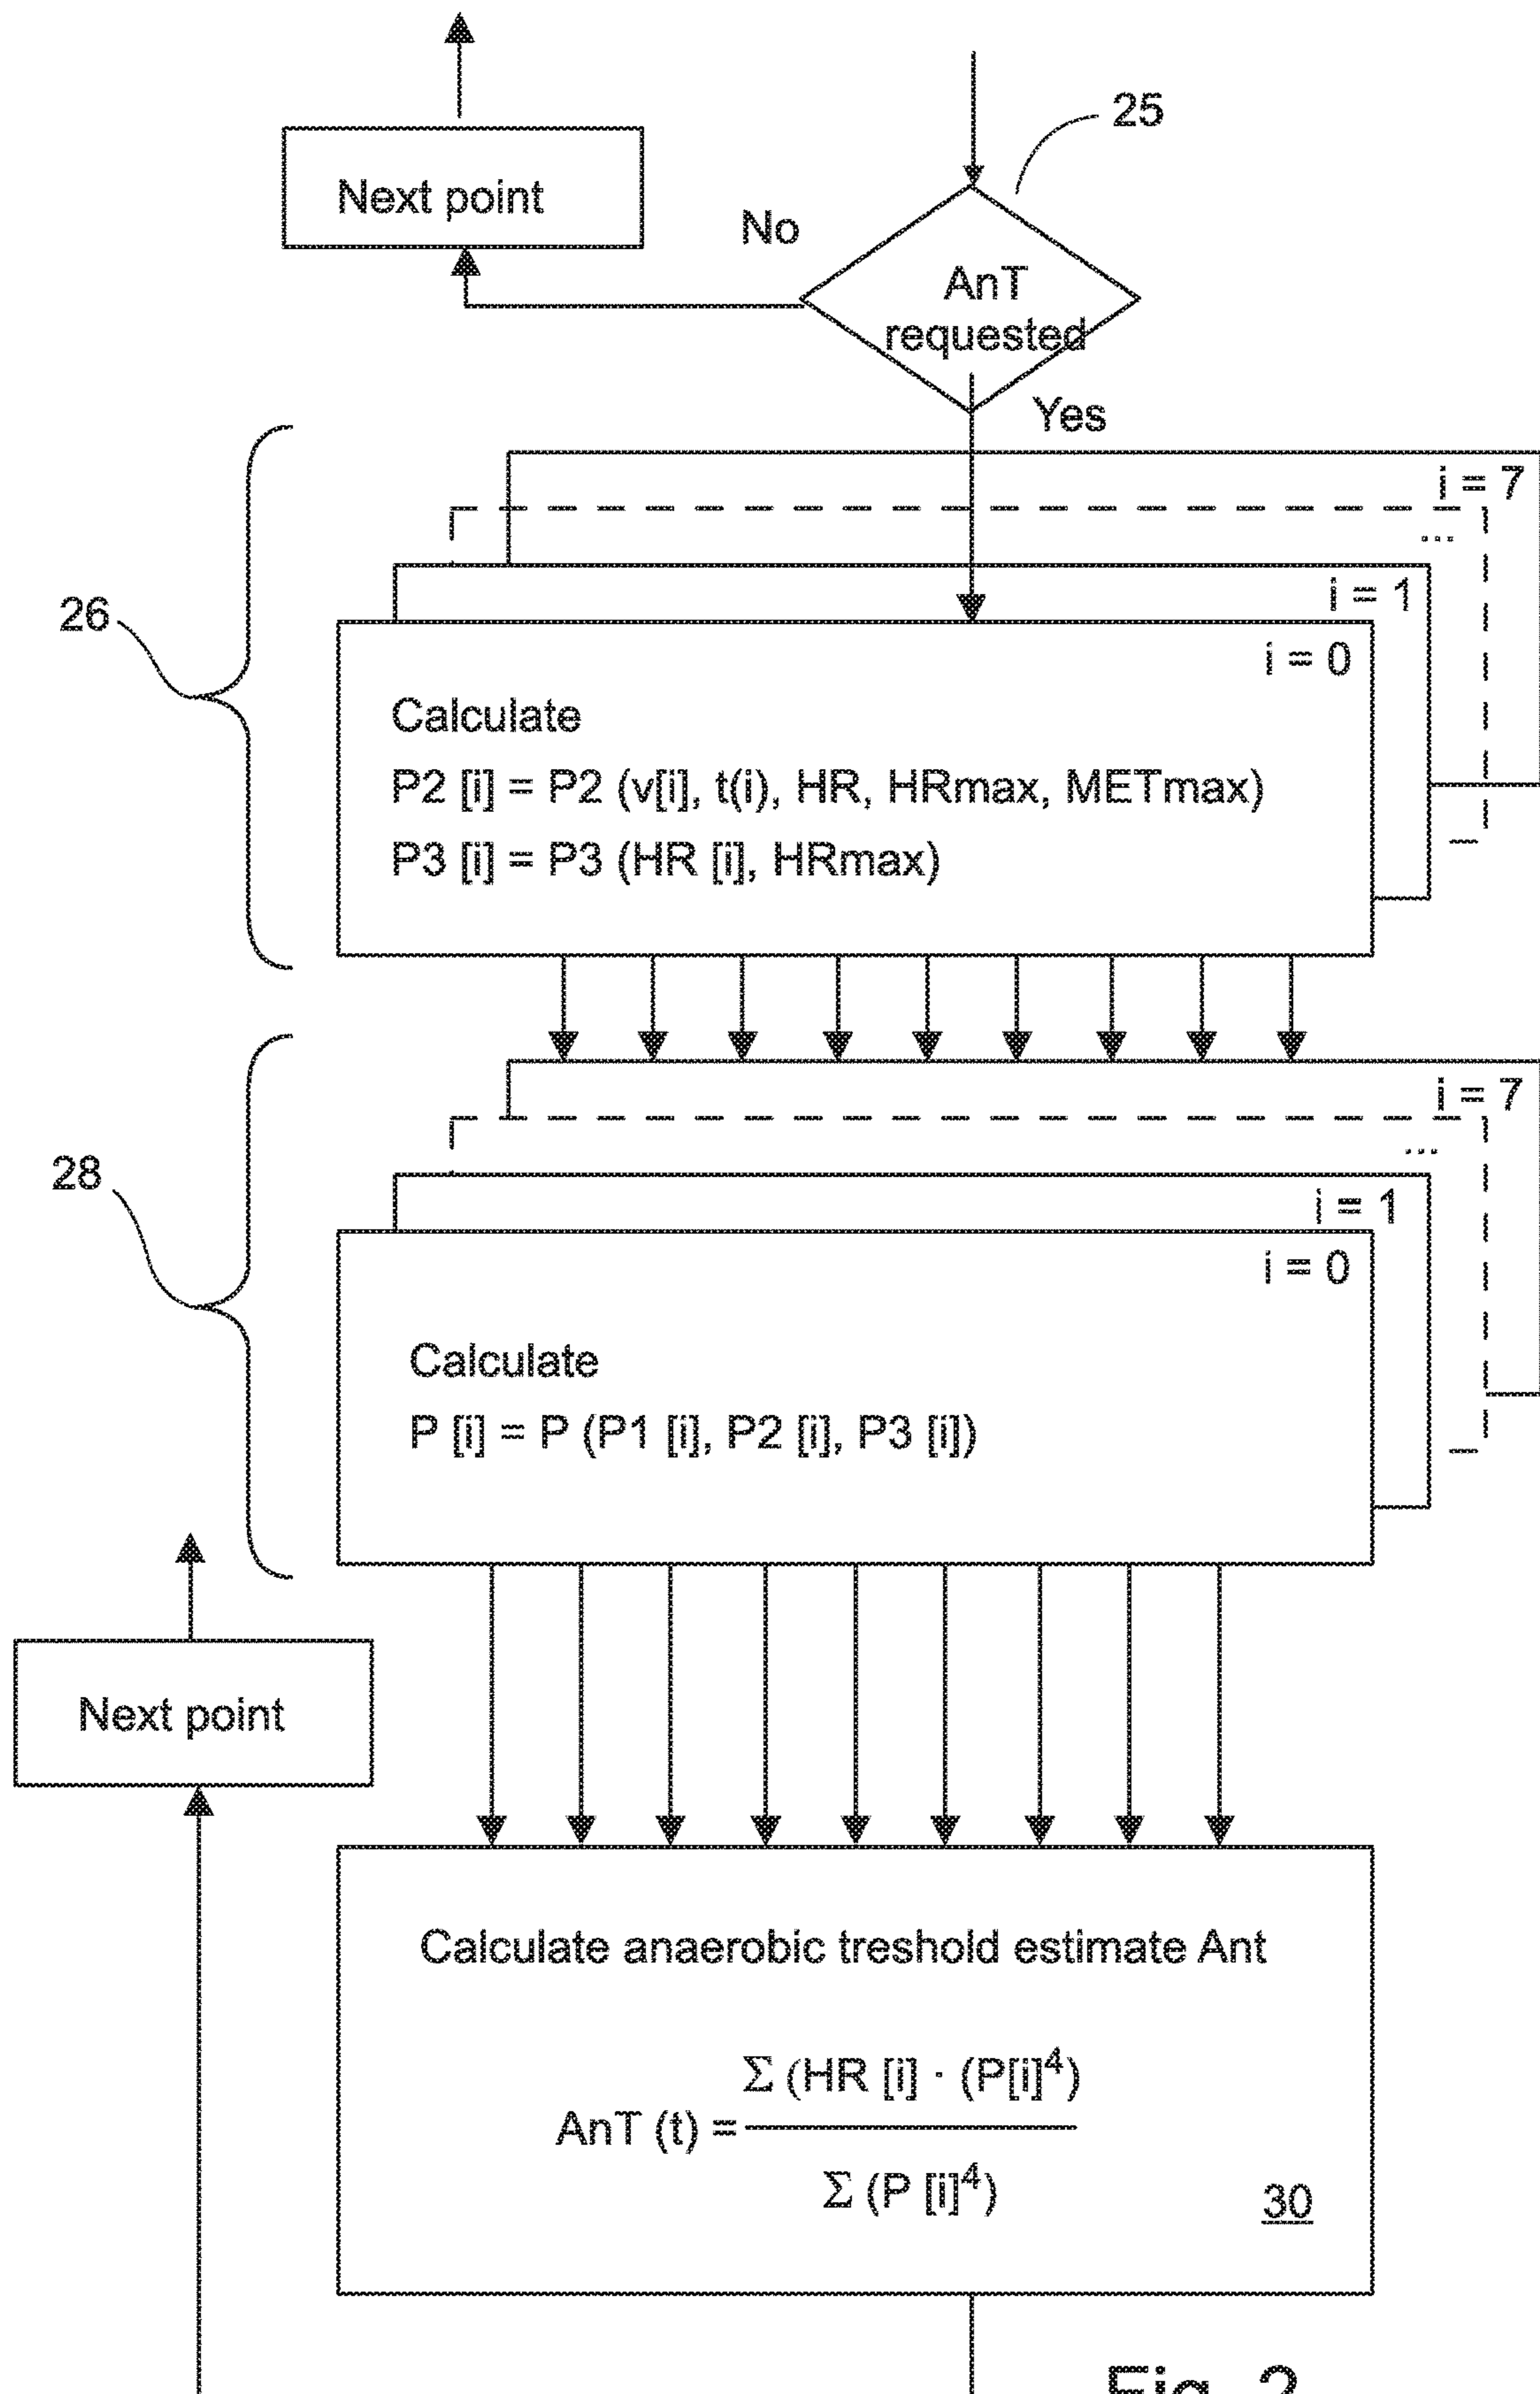 25
Next point
No
AnT
requested
Yes
i = 7
...
i = 1
i = 0
26
Calculate
P2 [i] = P2 (v[i], t(i), HR, HRmax, METmax)
P3 [i] = P3 (HR [i], HRmax)
i = 7
...
i = 1
i = 0
28
Calculate
P [i] = P (P1 [i], P2 [i], P3 [i])
Next point
Calculate anaerobic treshold estimate Ant
Σ (HR [i] · (P[i]⁴)
AnT (t) =
Σ (P [i]⁴)
30
Fig. 2